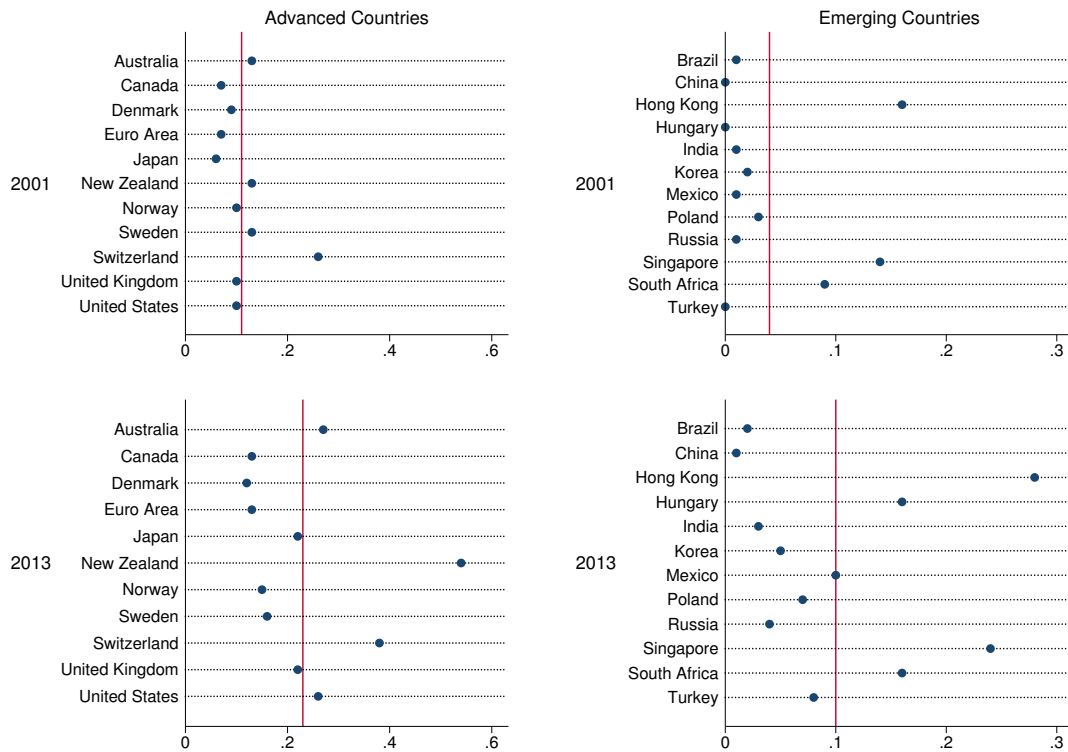 Advanced Countries
2001
Australia
Canada
Denmark
Euro Area
Japan
New Zealand
Norway
Sweden
Switzerland
United Kingdom
United States
0 .2 .4 .6
Emerging Countries
2001
Brazil
China
Hong Kong
Hungary
India
Korea
Mexico
Poland
Russia
Singapore
South Africa
Turkey
0 .1 .2 .3
2013
Australia
Canada
Denmark
Euro Area
Japan
New Zealand
Norway
Sweden
Switzerland
United Kingdom
United States
0 .2 .4 .6
2013
Brazil
China
Hong Kong
Hungary
India
Korea
Mexico
Poland
Russia
Singapore
South Africa
Turkey
0 .1 .2 .3